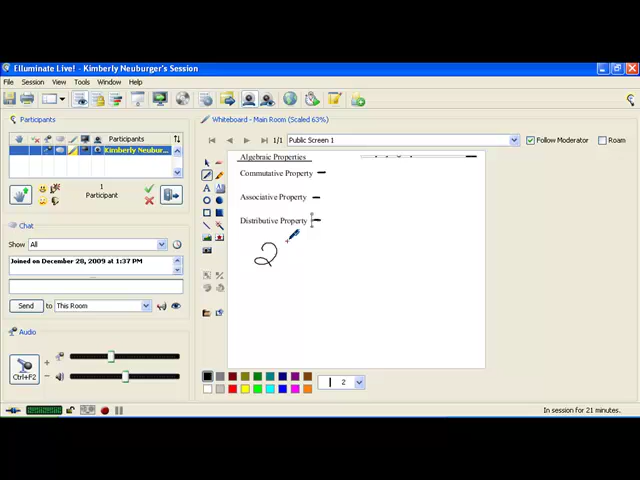 Elluminate Live! - Kimberly Neuburger's Session
File Session View Tools Window Help
Participants
Participants
Kimberly Neubur...
1
Participant
Chat
Show All
Joined on December 28, 2009 at 1:37 PM
Send to This Room
Audio
Ctrl+F2
Whiteboard - Main Room (Scaled 63%)
1/1 Public Screen 1 Follow Moderator Roam
Algebraic Properties
Commutative Property
Associative Property
Distributive Property
2
2
In session for 21 minutes.